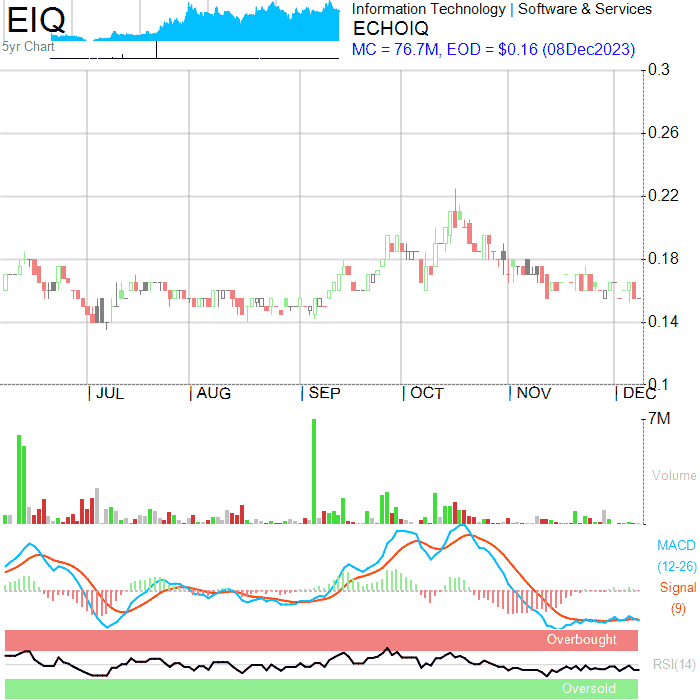 EIQ
5yr Chart
Information Technology | Software & Services
ECHOIQ
MC = 76.7M, EOD = $0.16 (08Dec2023)
0.3
0.26
0.22
0.18
0.14
0.1
| JUL | AUG | SEP | OCT | NOV | DEC
7M
Volume
MACD
(12-26)
Signal
(9)
Overbought
RSI(14)
Oversold